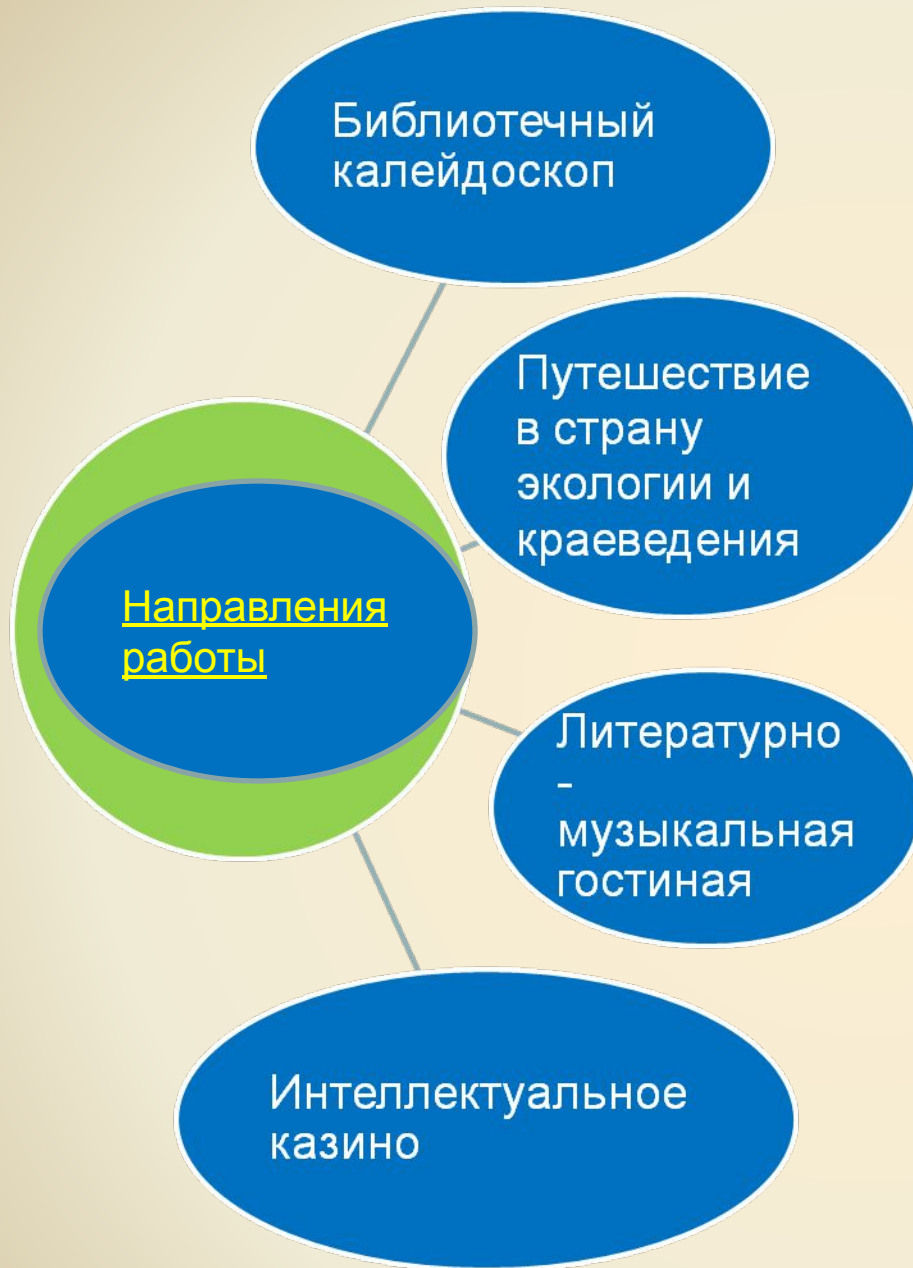 Библиотечный
калейдоскоп
Путешествие
в страну
экологии и
краеведения
Направления
работы
Литературно
-
музыкальная
гостиная
Интеллектуальное
казино